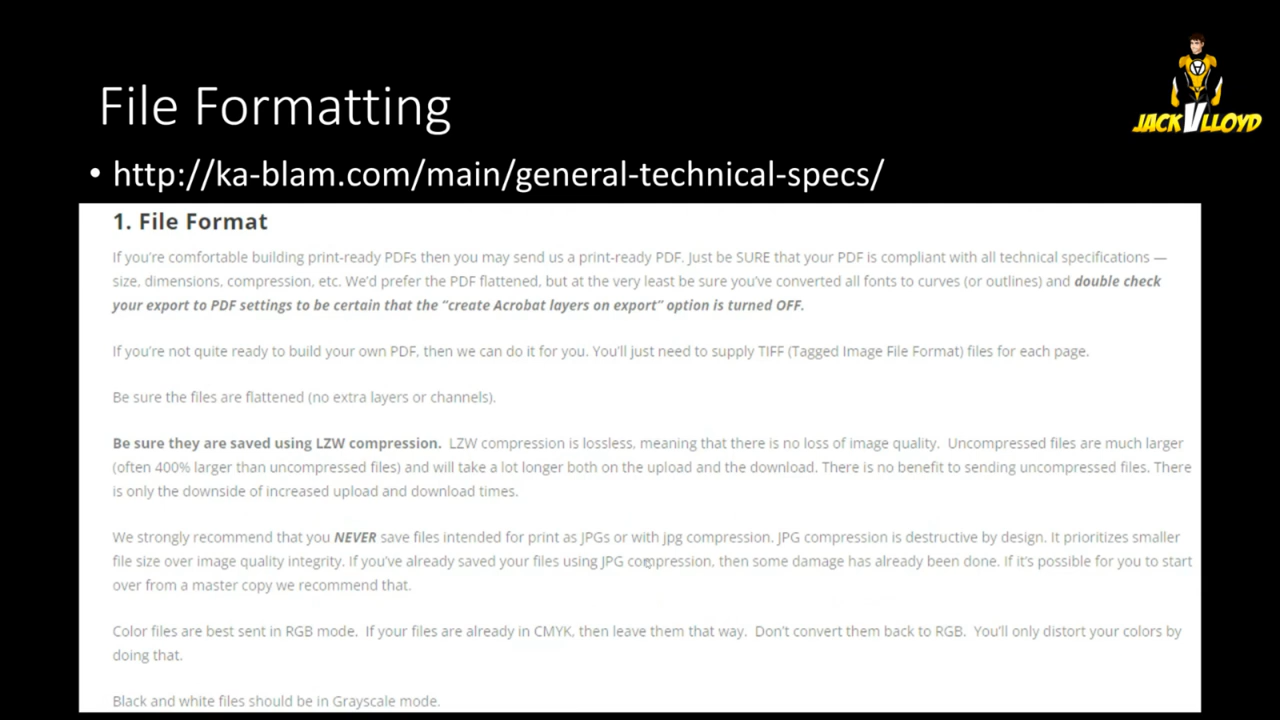 File Formatting
JACK V LLOYD
• http://ka-blam.com/main/general-technical-specs/
1. File Format
If you're comfortable building print-ready PDFs then you may send us a print-ready PDF. Just be SURE that your PDF is compliant with all technical specifications —
size, dimensions, compression, etc. We'd prefer the PDF flattened, but at the very least be sure you've converted all fonts to curves (or outlines) and double check
your export to PDF settings to be certain that the “create Acrobat layers on export” option is turned OFF.
If you're not quite ready to build your own PDF, then we can do it for you. You'll just need to supply TIFF (Tagged Image File Format) files for each page.
Be sure the files are flattened (no extra layers or channels).
Be sure they are saved using LZW compression. LZW compression is lossless, meaning that there is no loss of image quality. Uncompressed files are much larger
(often 400% larger than uncompressed files) and will take a lot longer both on the upload and the download. There is no benefit to sending uncompressed files. There
is only the downside of increased upload and download times.
We strongly recommend that you NEVER save files intended for print as JPGs or with jpg compression. JPG compression is destructive by design. It prioritizes smaller
file size over image quality integrity. If you've already saved your files using JPG compression, then some damage has already been done. If it's possible for you to start
over from a master copy we recommend that.
Color files are best sent in RGB mode. If your files are already in CMYK, then leave them that way. Don't convert them back to RGB. You'll only distort your colors by
doing that.
Black and white files should be in Grayscale mode.